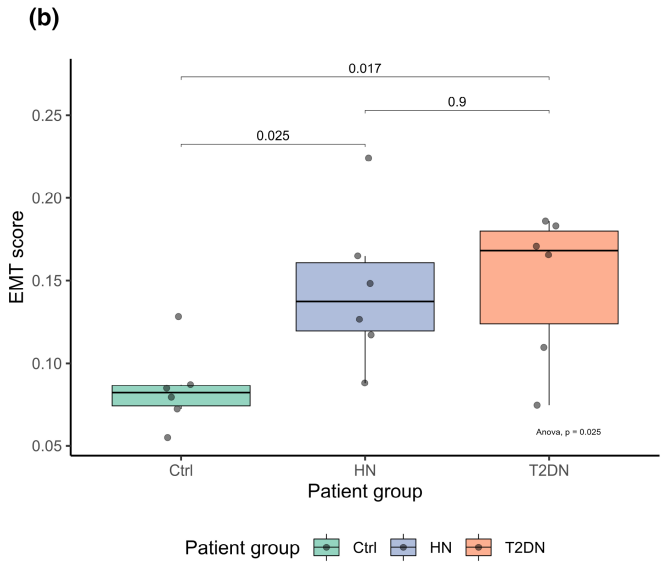 (b)
0.017
0.9
0.025
0.25
0.20
0.15
0.10
0.05
EMT score
Anova, p = 0.025
Ctrl HN T2DN
Patient group
Patient group Ctrl HN T2DN